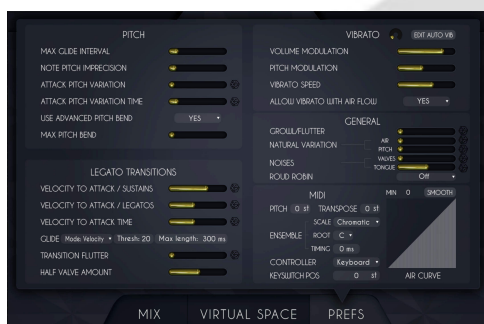 PITCH
MAX GLIDE INTERVAL
NOTE PITCH IMPRECISION
ATTACK PITCH VARIATION
ATTACK PITCH VARIATION TIME
USE ADVANCED PITCH BEND YES
MAX PITCH BEND
LEGATO TRANSITIONS
VELOCITY TO ATTACK / SUSTAINS
VELOCITY TO ATTACK / LEGATOS
VELOCITY TO ATTACK TIME
GLIDE Mode: Velocity Thresh: 20 Max length: 300 ms
TRANSITION FLUTTER
HALF VALVE AMOUNT
VIBRATO EDIT AUTO VIB
VOLUME MODULATION
PITCH MODULATION
VIBRATO SPEED
ALLOW VIBRATO WITH AIR FLOW YES
GENERAL
GROWL/FLUTTER
NATURAL VARIATION AIR
PITCH
NOISES VALVES
TONGUE
ROUD ROBIN Off
MIDI MIN 0 SMOOTH
PITCH 0 st TRANSPOSE 0 st
SCALE Chromatic
ENSEMBLE ROOT C
TIMING 0 ms
CONTROLLER Keyboard
KEYSWITCH POS 0 st AIR CURVE
MIX VIRTUAL SPACE PREFS